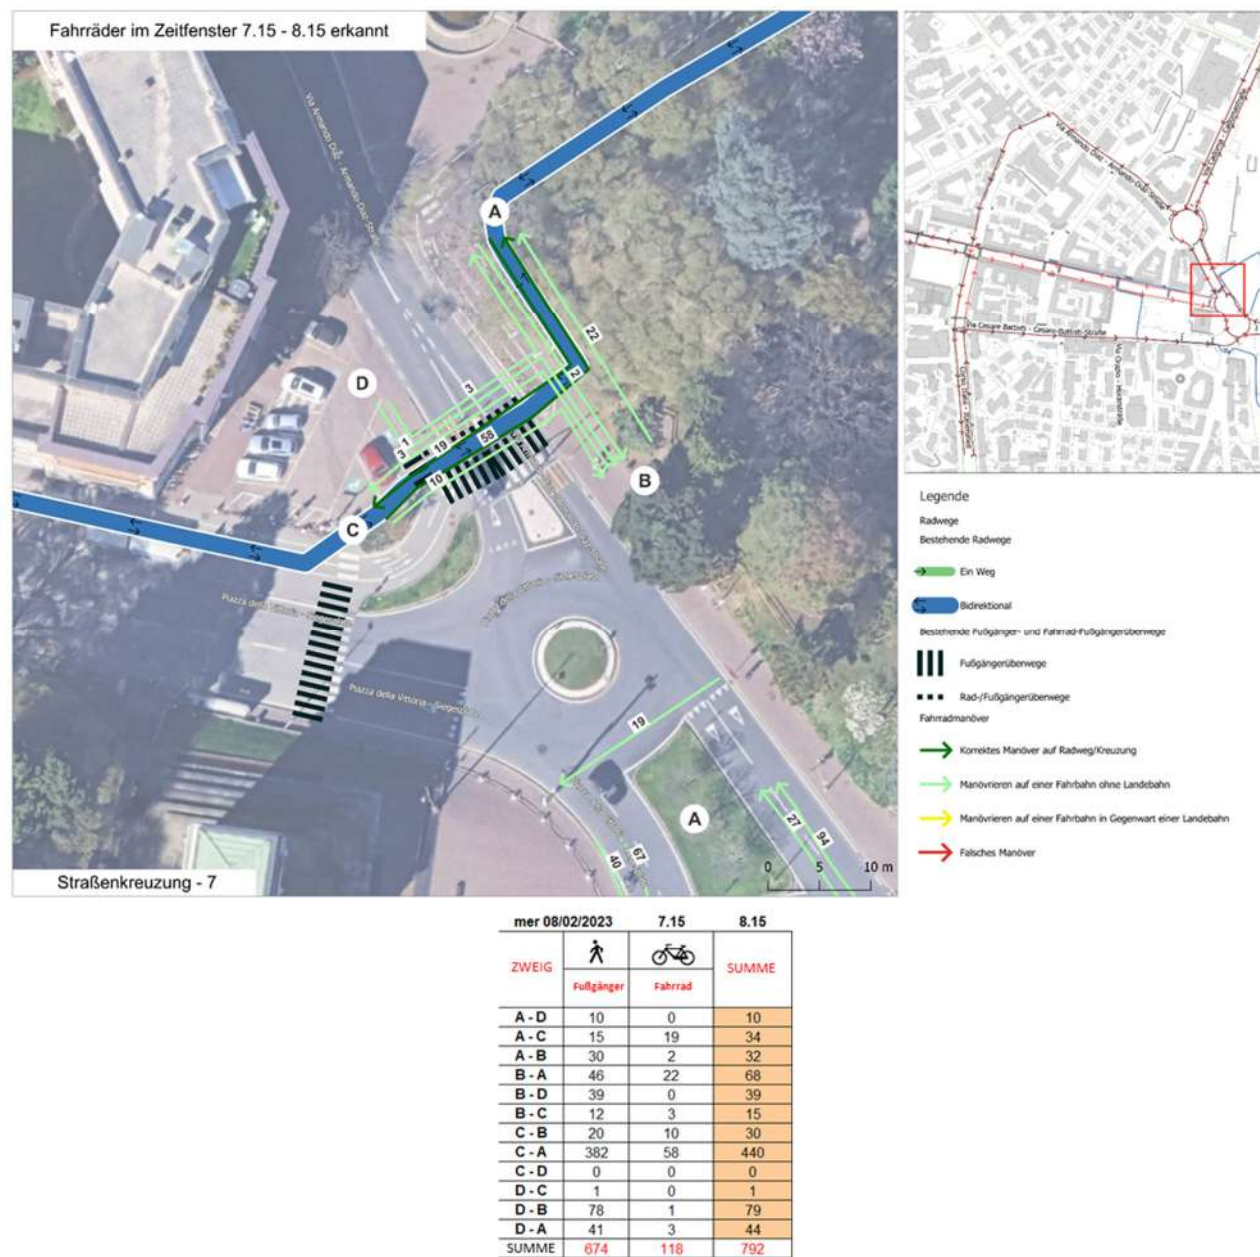 Fahrräder im Zeitfenster 7.15 - 8.15 erkannt
Via Armando Diaz - Armando-Diaz-Straße
A
22
D
3
2
1
19
58
3
10
B
C
Piazza della Vittoria - Siegesplatz
19
A
27
94
67
40
0 5 10 m
Straßenkreuzung - 7
Via Armando Diaz - Armando-Diaz-Straße
Via Cesare Battisti - Cesare-Battisti-Straße
Legende
Radwege
Bestehende Radwege
Ein Weg
Bidirektional
Bestehende Fußgänger- und Fahrrad-Fußgängerüberwege
Fußgängerüberwege
Rad-/Fußgängerüberwege
Fahrradmanöver
Korrektes Manöver auf Radweg/Kreuzung
Manövrieren auf einer Fahrbahn ohne Landebahn
Manövrieren auf einer Fahrbahn in Gegenwart einer Landebahn
Falsches Manöver
mer 08/02/2023 7.15 8.15
ZWEIG Fußgänger Fahrrad SUMME
A - D 10 0 10
A - C 15 19 34
A - B 30 2 32
B - A 46 22 68
B - D 39 0 39
B - C 12 3 15
C - B 20 10 30
C - A 382 58 440
C - D 0 0 0
D - C 1 0 1
D - B 78 1 79
D - A 41 3 44
SUMME 674 118 792